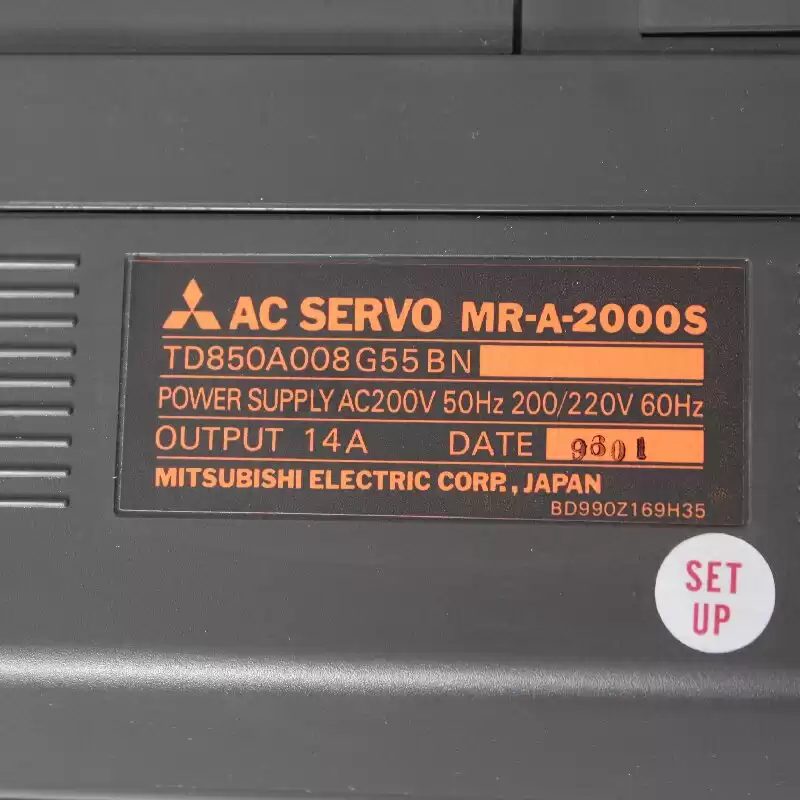 AC SERVO MR-A-2000S
TD850A008G55BN
POWER SUPPLY AC200V 50Hz 200/220V 60Hz
OUTPUT 14A DATE 9801
MITSUBISHI ELECTRIC CORP., JAPAN
BD990Z169H35
SET
UP